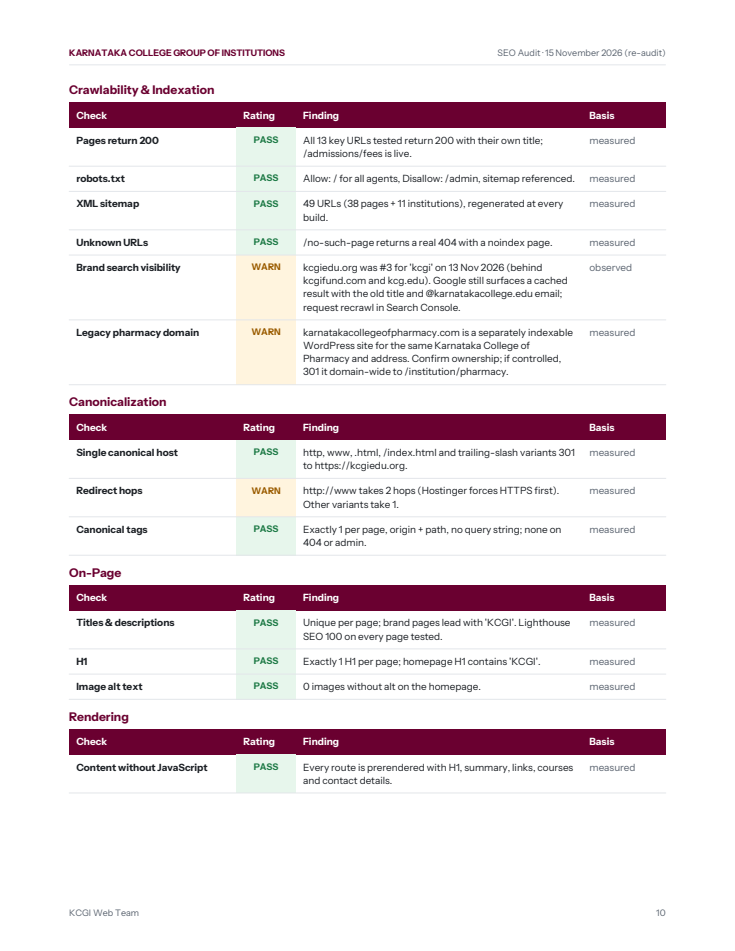 KARNATAKA COLLEGE GROUP OF INSTITUTIONS
SEO Audit · 15 November 2026 (re-audit)
Crawlability & Indexation
Check Rating Finding Basis
Pages return 200 PASS All 13 key URLs tested return 200 with their own title; measured
/admissions/fees is live.
robots.txt PASS Allow: / for all agents, Disallow: /admin, sitemap referenced. measured
XML sitemap PASS 49 URLs (38 pages + 11 institutions), regenerated at every measured
build.
Unknown URLs PASS /no-such-page returns a real 404 with a noindex page. measured
Brand search visibility WARN kcgiedu.org was #3 for 'kcgi' on 13 Nov 2026 (behind observed
kcgifund.com and kcg.edu). Google still surfaces a cached
result with the old title and @karnatakacollege.edu email;
request recrawl in Search Console.
Legacy pharmacy domain WARN karnatakacollegeofpharmacy.com is a separately indexable measured
WordPress site for the same Karnataka College of
Pharmacy and address. Confirm ownership; if controlled,
301 it domain-wide to /institution/pharmacy.
Canonicalization
Check Rating Finding Basis
Single canonical host PASS http, www, .html, /index.html and trailing-slash variants 301 measured
to https://kcgiedu.org.
Redirect hops WARN http://www takes 2 hops (Hostinger forces HTTPS first). measured
Other variants take 1.
Canonical tags PASS Exactly 1 per page, origin + path, no query string; none on measured
404 or admin.
On-Page
Check Rating Finding Basis
Titles & descriptions PASS Unique per page; brand pages lead with 'KCGI'. Lighthouse measured
SEO 100 on every page tested.
H1 PASS Exactly 1 H1 per page; homepage H1 contains 'KCGI'. measured
Image alt text PASS 0 images without alt on the homepage. measured
Rendering
Check Rating Finding Basis
Content without JavaScript PASS Every route is prerendered with H1, summary, links, courses measured
and contact details.
KCGI Web Team
10